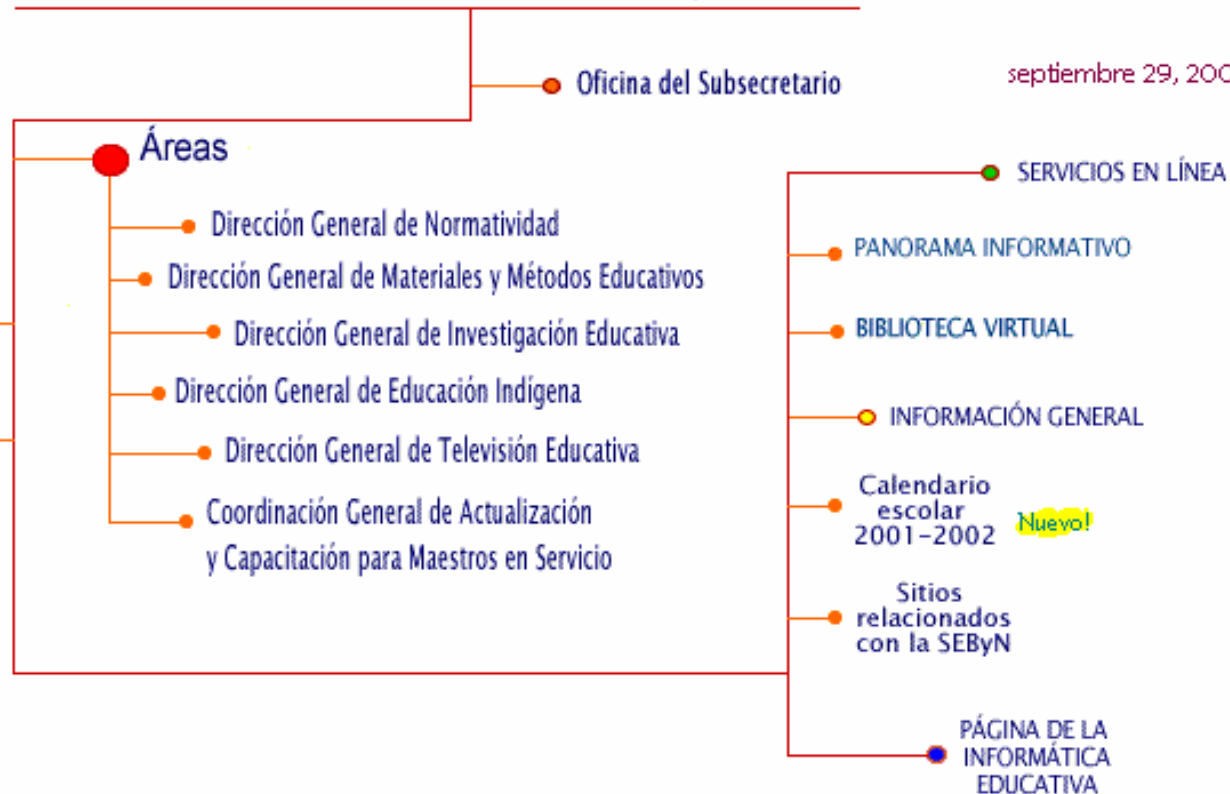 Oficina del Subsecretario
septiembre 29, 200
Áreas
Dirección General de Normatividad
Dirección General de Materiales y Métodos Educativos
Dirección General de Investigación Educativa
Dirección General de Educación Indígena
Dirección General de Televisión Educativa
Coordinación General de Actualización
y Capacitación para Maestros en Servicio
SERVICIOS EN LÍNEA
PANORAMA INFORMATIVO
BIBLIOTECA VIRTUAL
INFORMACIÓN GENERAL
Calendario
escolar
2001-2002
¡Nuevo!
Sitios
relacionados
con la SEByN
PÁGINA DE LA
INFORMÁTICA
EDUCATIVA